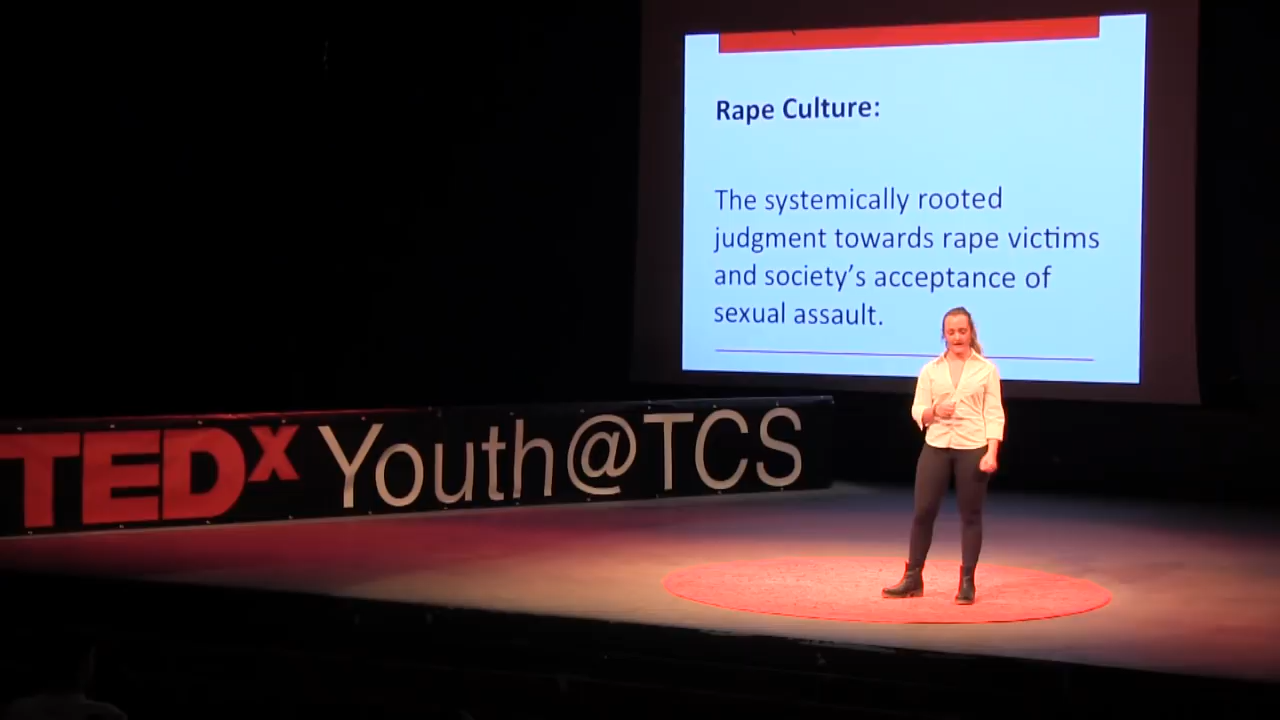 Rape Culture:
The systemically rooted
judgment towards rape victims
and society’s acceptance of
sexual assault.
TEDx Youth@TCS